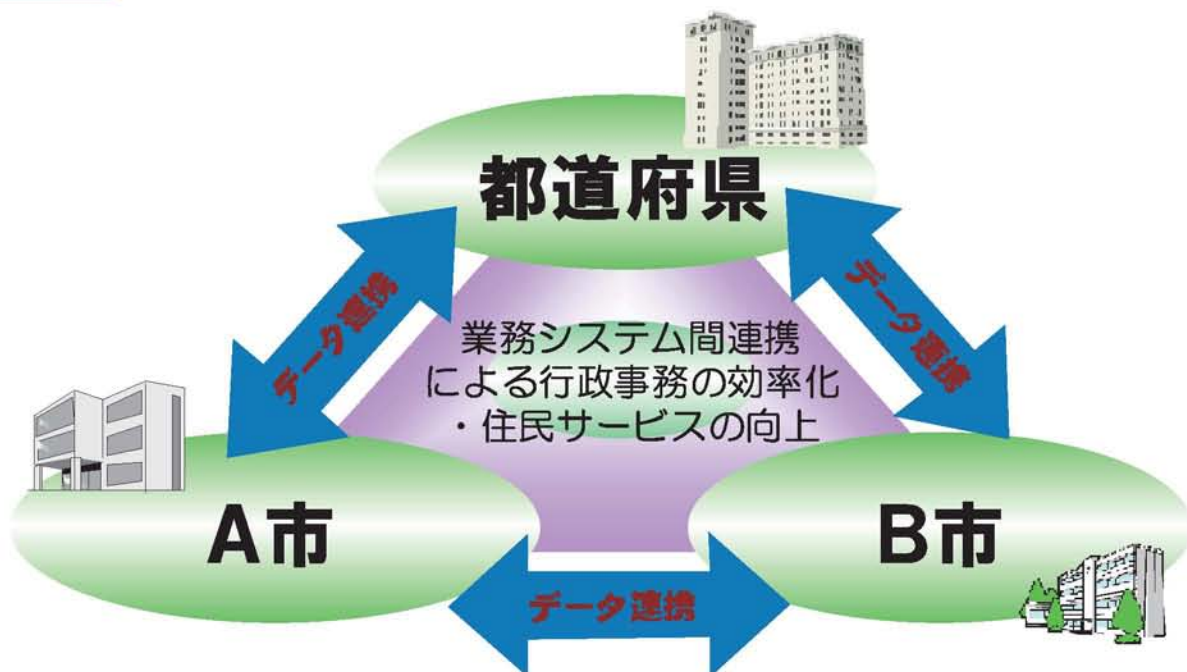 都道府県
データ連携
データ連携
業務システム間連携
による行政事務の効率化
・住民サービスの向上
A市
B市
データ連携